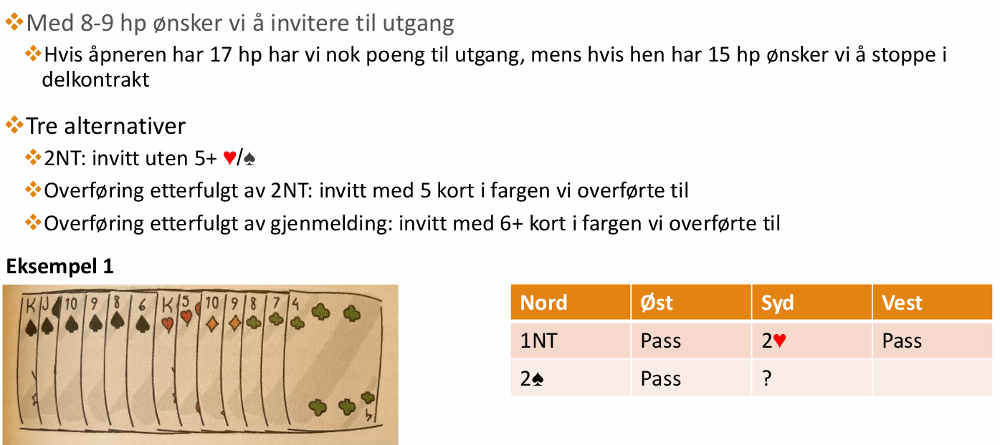 ❖Med 8-9 hp ønsker vi å invitere til utgang
❖Hvis åpneren har 17 hp har vi nok poeng til utgang, mens hvis hen har 15 hp ønsker vi å stoppe i
delkontrakt
❖Tre alternativer
❖2NT: invitt uten 5+ ♥/♠
❖Overføring etterfulgt av 2NT: invitt med 5 kort i fargen vi overførte til
❖Overføring etterfulgt av gjenmelding: invitt med 6+ kort i fargen vi overførte til
Eksempel 1
K J 10 9 8 6 K 5 10 9 8 7 4
4
Nord Øst Syd Vest
1NT Pass 2♥ Pass
2♠ Pass ?